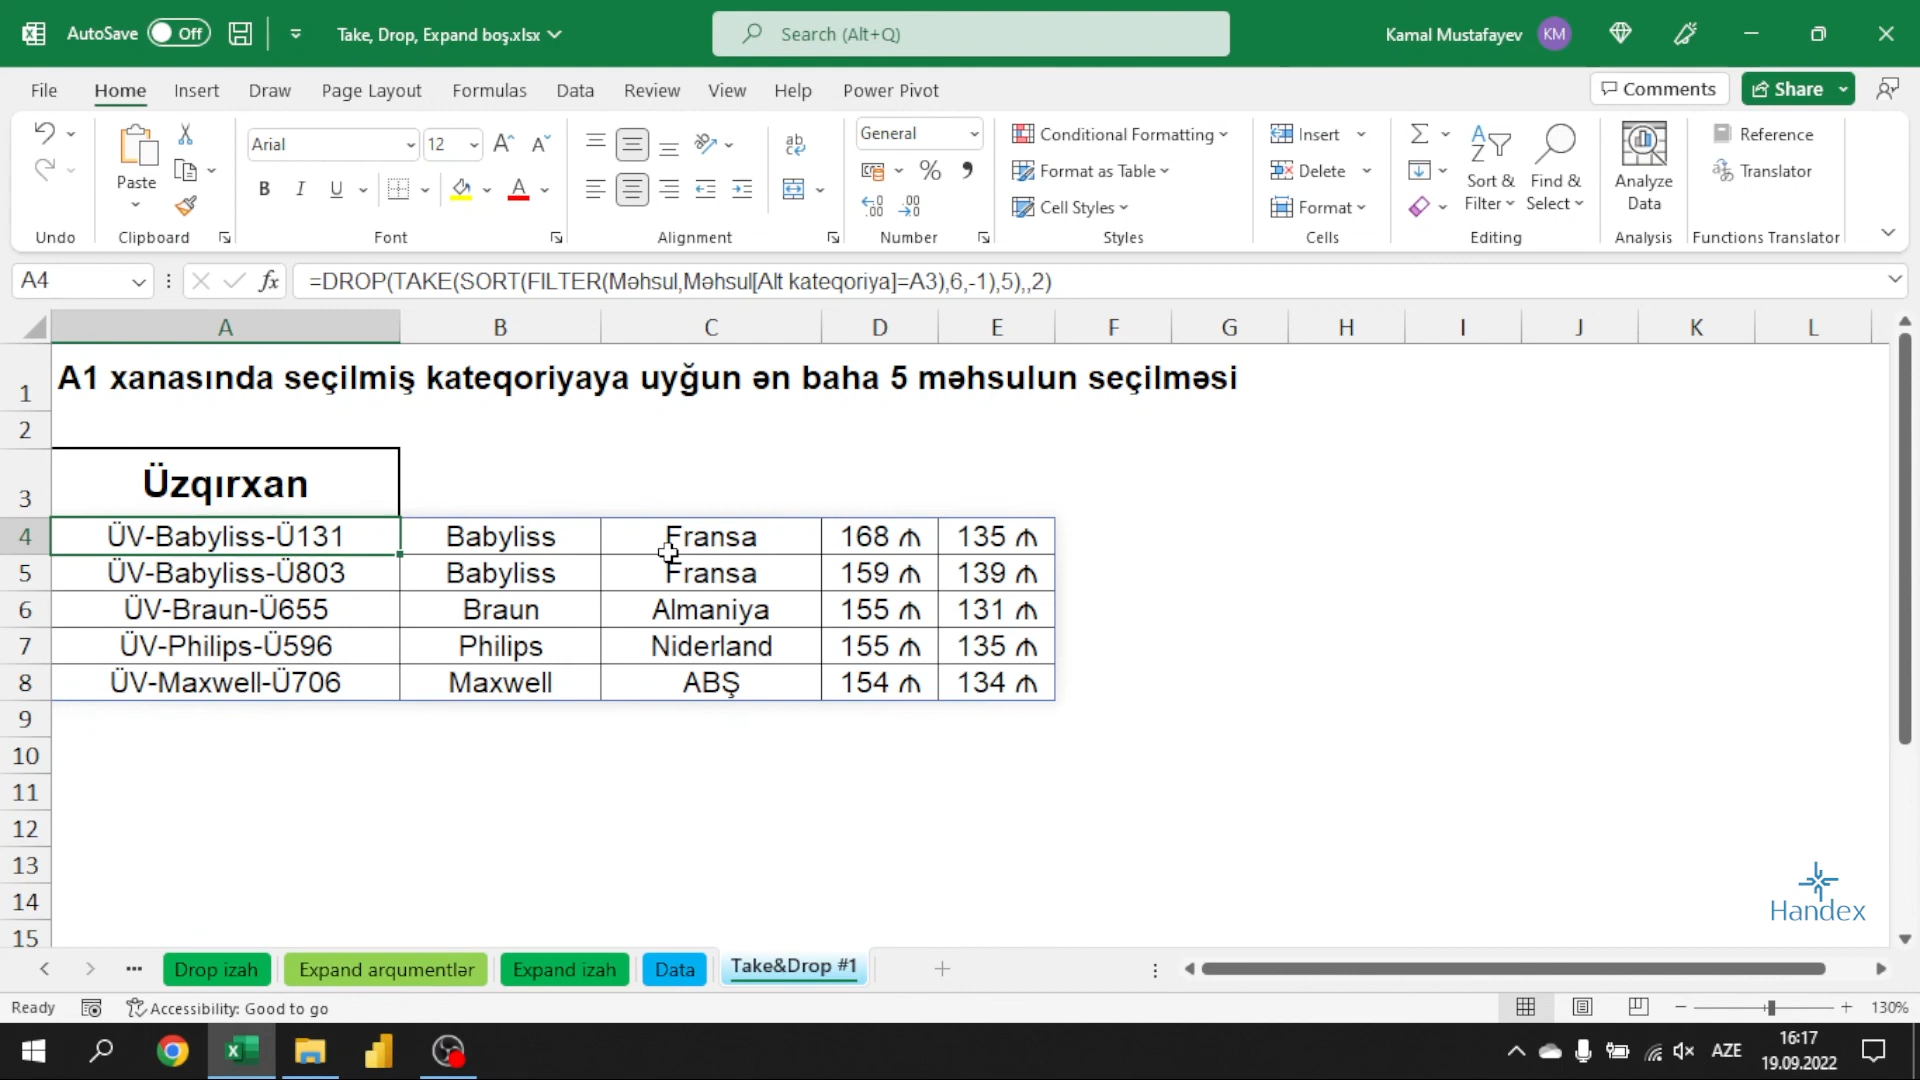 AutoSave Off Take, Drop, Expand boş.xlsx Search (Alt+Q) Kamal Mustafayev KM
File Home Insert Draw Page Layout Formulas Data Review View Help Power Pivot Comments Share
Paste
Arial 12
B I U A
General
Conditional Formatting
Format as Table
Cell Styles
Insert
Delete
Format
Sort & Filter
Find & Select
Analyze Data
Reference
Translator
Undo Clipboard Font Alignment Number Styles Cells Editing Analysis Functions Translator
A4 fx =DROP(TAKE(SORT(FILTER(Məhsul,Məhsul[Alt kateqoriya]=A3),6,-1),5),,2)
A B C D E F G H I J K L
1 A1 xanasında seçilmiş kateqoriyaya uyğun ən baha 5 məhsulun seçilməsi
2
3 Üzqırxan
4 ÜV-Babyliss-Ü131 Babyliss Fransa 168 ₼ 135 ₼
5 ÜV-Babyliss-Ü803 Babyliss Fransa 159 ₼ 139 ₼
6 ÜV-Braun-Ü655 Braun Almaniya 155 ₼ 131 ₼
7 ÜV-Philips-Ü596 Philips Niderland 155 ₼ 135 ₼
8 ÜV-Maxwell-Ü706 Maxwell ABŞ 154 ₼ 134 ₼
9
10
11
12
13
14
15
Handex
Drop izah Expand arqumentlər Expand izah Data Take&Drop #1
Ready Accessibility: Good to go 130%
AZE 16:17
19.09.2022